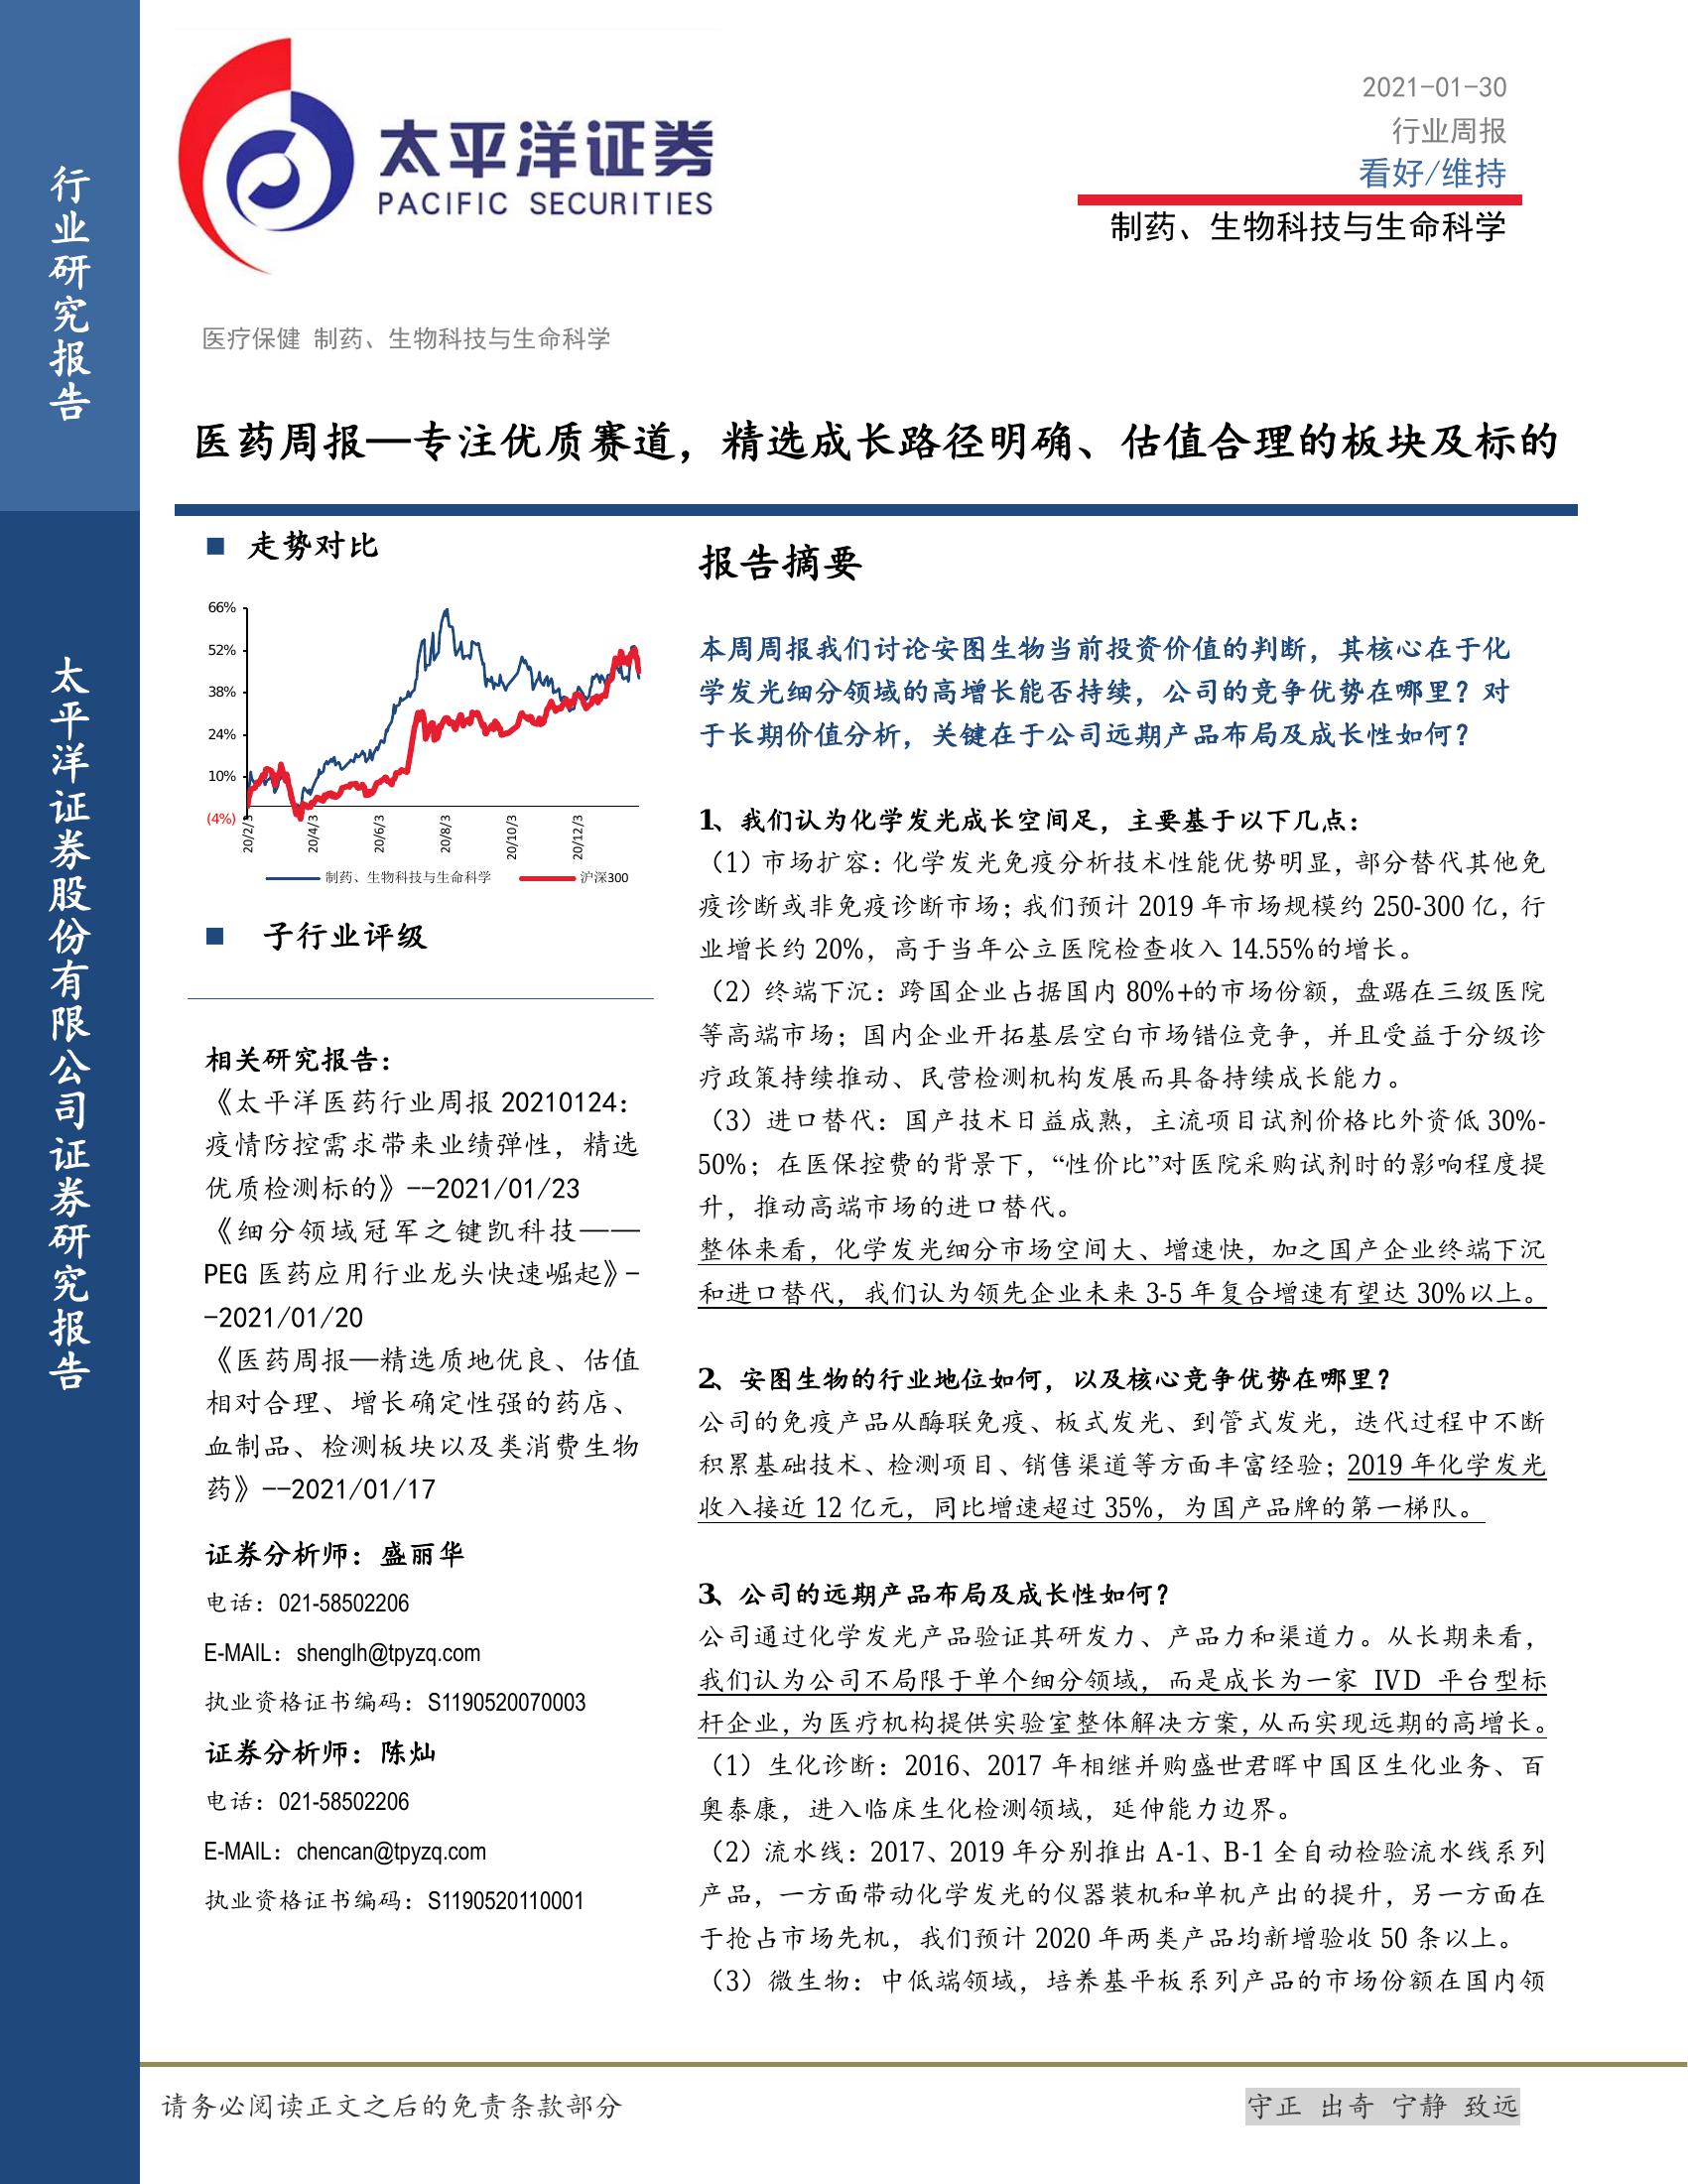 行业研究报告
太平洋证券股份有限公司证券研究报告
太平洋证券
PACIFIC SECURITIES
2021-01-30
行业周报
看好/维持
制药、生物科技与生命科学
医疗保健 制药、生物科技与生命科学
医药周报—专注优质赛道，精选成长路径明确、估值合理的板块及标的
■ 走势对比
66%
52%
38%
24%
10%
(4%)
20/2/3
20/4/3
20/6/3
20/8/3
20/10/3
20/12/3
制药、生物科技与生命科学
沪深300
■ 子行业评级
相关研究报告：
《太平洋医药行业周报 20210124：
疫情防控需求带来业绩弹性，精选
优质检测标的》--2021/01/23
《细分领域冠军之键凯科技——
PEG 医药应用行业龙头快速崛起》-
-2021/01/20
《医药周报—精选质地优良、估值
相对合理、增长确定性强的药店、
血制品、检测板块以及类消费生物
药》--2021/01/17
证券分析师：盛丽华
电话：021-58502206
E-MAIL：shenglh@tpyzq.com
执业资格证书编码：S1190520070003
证券分析师：陈灿
电话：021-58502206
E-MAIL：chencan@tpyzq.com
执业资格证书编码：S1190520110001
报告摘要
本周周报我们讨论安图生物当前投资价值的判断，其核心在于化
学发光细分领域的高增长能否持续，公司的竞争优势在哪里？对
于长期价值分析，关键在于公司远期产品布局及成长性如何？
1、我们认为化学发光成长空间足，主要基于以下几点：
（1）市场扩容：化学发光免疫分析技术性能优势明显，部分替代其他免
疫诊断或非免疫诊断市场；我们预计 2019 年市场规模约 250-300 亿，行
业增长约 20%，高于当年公立医院检查收入 14.55%的增长。
（2）终端下沉：跨国企业占据国内 80%+的市场份额，盘踞在三级医院
等高端市场；国内企业开拓基层空白市场错位竞争，并且受益于分级诊
疗政策持续推动、民营检测机构发展而具备持续成长能力。
（3）进口替代：国产技术日益成熟，主流项目试剂价格比外资低 30%-
50%；在医保控费的背景下，“性价比”对医院采购试剂时的影响程度提
升，推动高端市场的进口替代。
整体来看，化学发光细分市场空间大、增速快，加之国产企业终端下沉
和进口替代，我们认为领先企业未来 3-5 年复合增速有望达 30%以上。
2、安图生物的行业地位如何，以及核心竞争优势在哪里？
公司的免疫产品从酶联免疫、板式发光、到管式发光，迭代过程中不断
积累基础技术、检测项目、销售渠道等方面丰富经验；2019 年化学发光
收入接近 12 亿元，同比增速超过 35%，为国产品牌的第一梯队。
3、公司的远期产品布局及成长性如何？
公司通过化学发光产品验证其研发力、产品力和渠道力。从长期来看，
我们认为公司不局限于单个细分领域，而是成长为一家 IVD 平台型标
杆企业，为医疗机构提供实验室整体解决方案，从而实现远期的高增长。
（1）生化诊断：2016、2017 年相继并购盛世君晖中国区生化业务、百
奥泰康，进入临床生化检测领域，延伸能力边界。
（2）流水线：2017、2019 年分别推出 A-1、B-1 全自动检验流水线系列
产品，一方面带动化学发光的仪器装机和单机产出的提升，另一方面在
于抢占市场先机，我们预计 2020 年两类产品均新增验收 50 条以上。
（3）微生物：中低端领域，培养基平板系列产品的市场份额在国内领
请务必阅读正文之后的免责条款部分
守正 出奇 宁静 致远